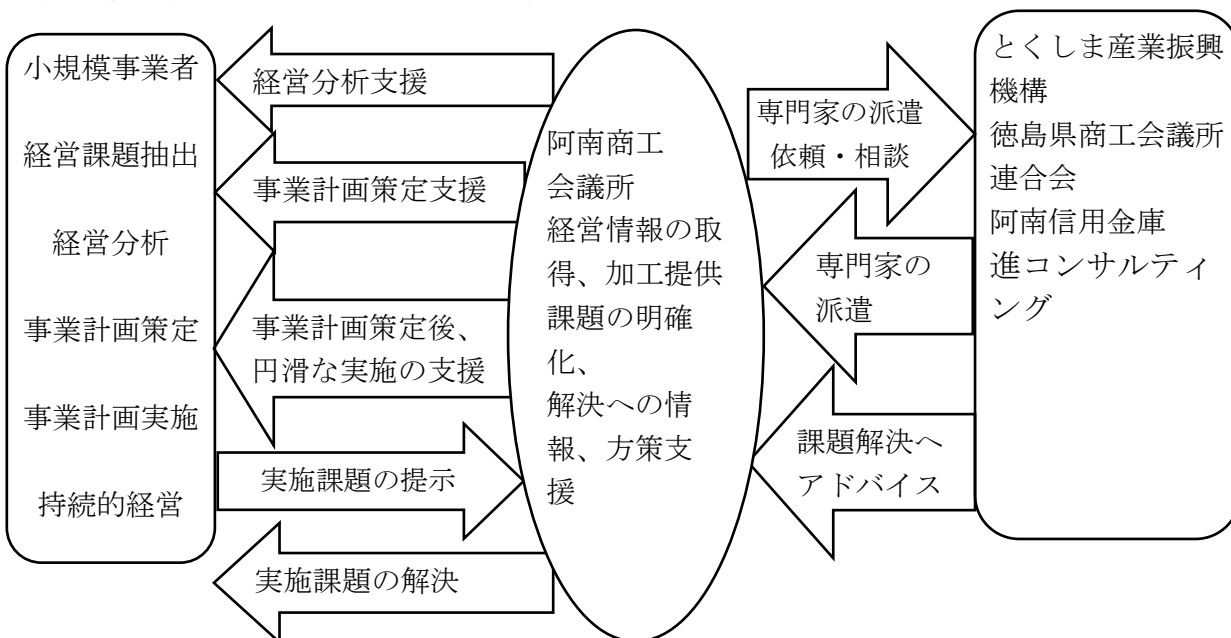 小規模事業者
経営課題抽出
経営分析
事業計画策定
事業計画実施
持続的経営
経営分析支援
事業計画策定支援
事業計画策定後、
円滑な実施の支援
実施課題の提示
実施課題の解決
阿南商工
会議所
経営情報の取
得、加工提供
課題の明確
化、
解決への情
報、方策支
援
専門家の派遣
依頼・相談
専門家の
派遣
課題解決へ
アドバイス
とくしま産業振興
機構
徳島県商工会議所
連合会
阿南信用金庫
進コンサルティ
ング